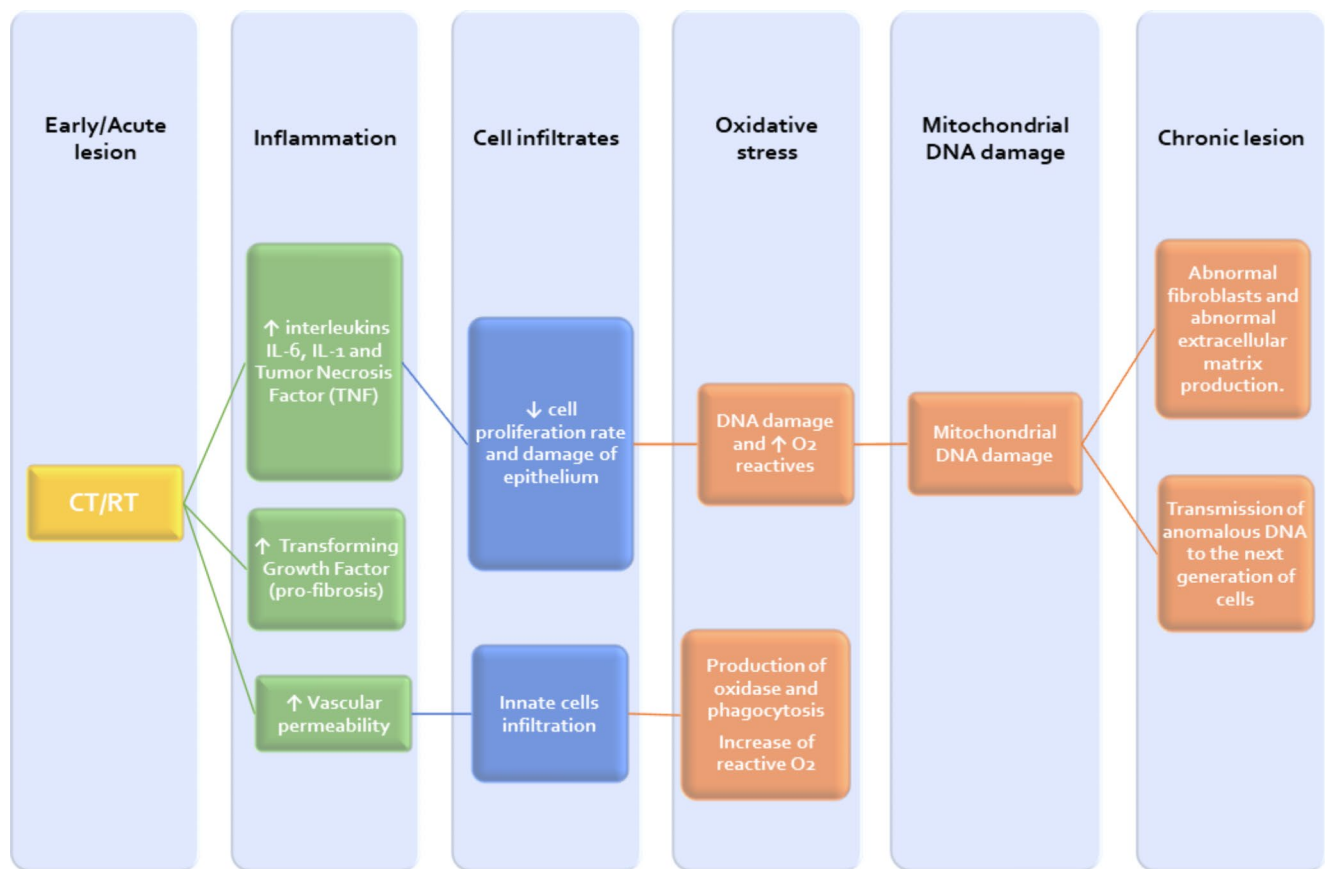 Early/Acute
lesion
Inflammation
Cell infiltrates
Oxidative
stress
Mitochondrial
DNA damage
Chronic lesion
CT/RT
↑ interleukins
IL-6, IL-1 and
Tumor Necrosis
Factor (TNF)
↑ Transforming
Growth Factor
(pro-fibrosis)
↑ Vascular
permeability
↓ cell
proliferation rate
and damage of
epithelium
Innate cells
infiltration
DNA damage
and ↑ O2
reactives
Production of
oxidase and
phagocytosis
Increase of
reactive O2
Mitochondrial
DNA damage
Abnormal
fibroblasts and
abnormal
extracellular
matrix
production.
Transmission of
anomalous DNA
to the next
generation of
cells